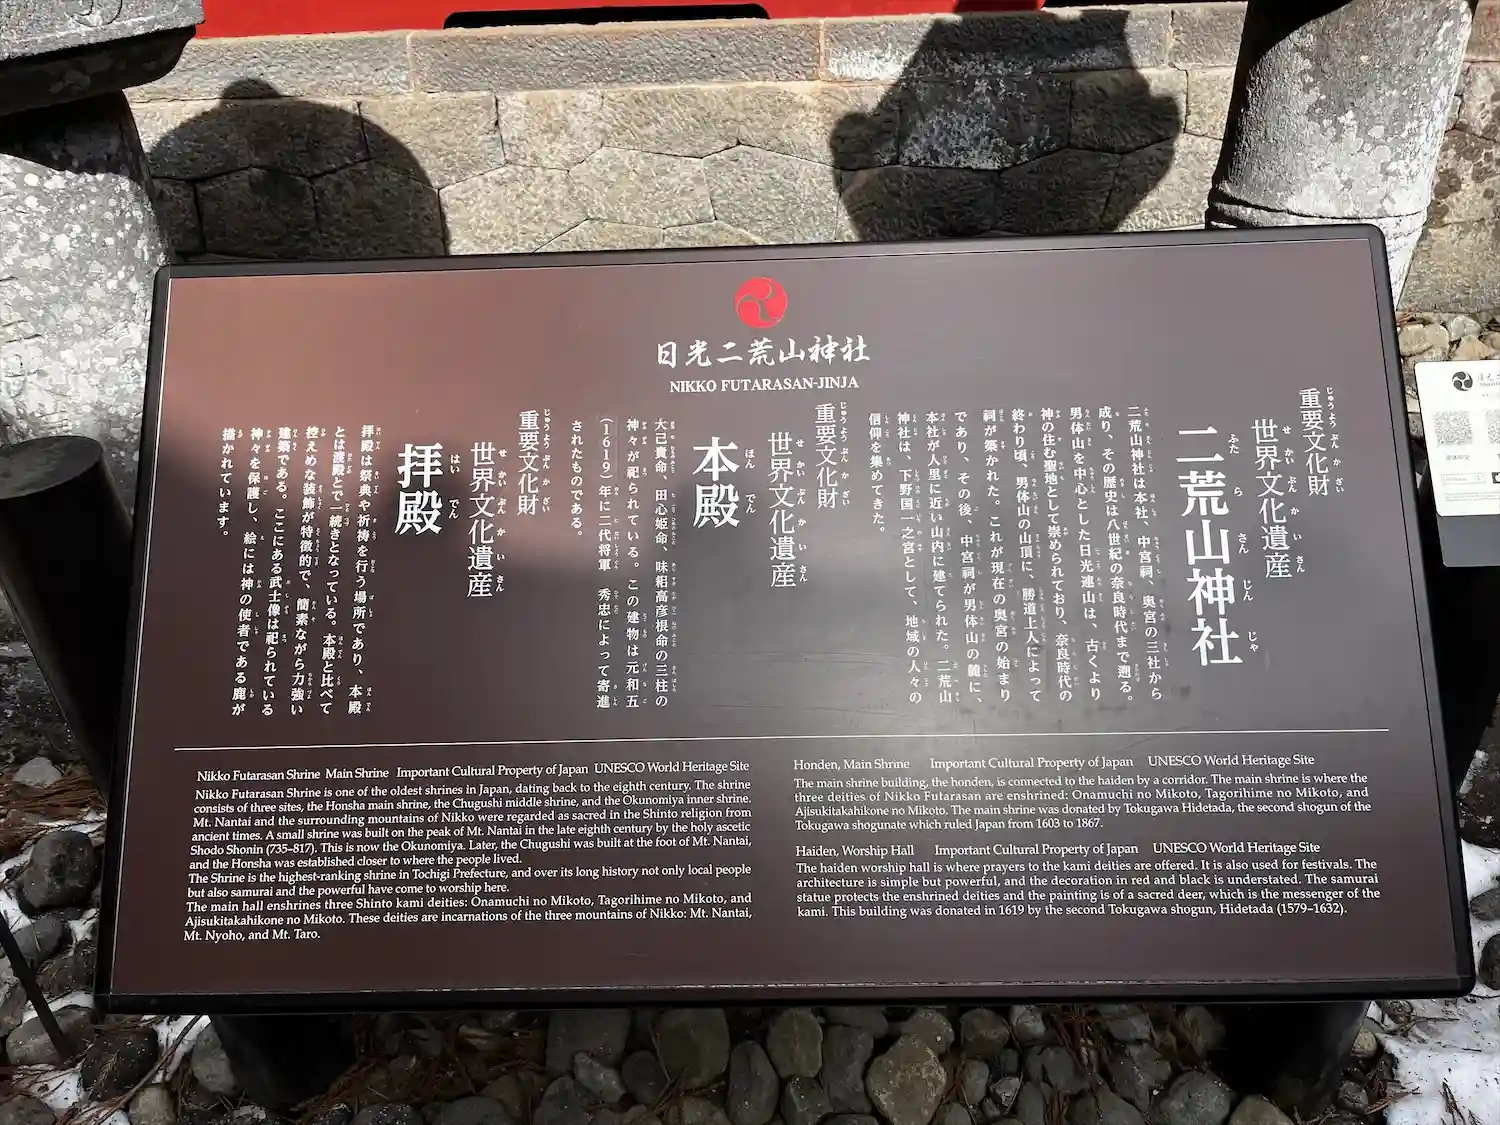 日光二荒山神社
NIKKO FUTARASAN-JINJA
重要文化財
世界文化遺産
二荒山神社
二荒山神社は本社、中宮祠、奥宮の三社から
成り、その歴史は八世紀の奈良時代まで遡る。
男体山を中心とした日光連山は、古くより
神の住む聖地として崇められており、奈良時代の
終わり頃、男体山の山頂に、勝道上人によって
祠が築かれた。これが現在の奥宮の始まり
であり、その後、中宮祠が男体山の麓に、
本社が人里に近い山内に建てられた。二荒山
神社は、下野国一之宮として、地域の人々の
信仰を集めてきた。
重要文化財
世界文化遺産
本殿
大己貴命、田心姫命、味耜高彦根命の三柱の
神々が祀られている。この建物は元和五
(1619)年に二代将軍 秀忠によって寄進
されたものである。
重要文化財
世界文化遺産
拝殿
拝殿は祭典や祈祷を行う場所であり、本殿
とは渡殿とで一続きとなっている。本殿と比べて
控えめな装飾が特徴的で、簡素ながら力強い
建築である。ここにある武士像は祀られている
神々を保護し、絵には神の使者である鹿が
描かれています。
Nikko Futarasan Shrine Main Shrine Important Cultural Property of Japan UNESCO World Heritage Site
Nikko Futarasan Shrine is one of the oldest shrines in Japan, dating back to the eighth century. The shrine
consists of three sites, the Honsha main shrine, the Chugushi middle shrine, and the Okunomiya inner shrine.
Mt. Nantai and the surrounding mountains of Nikko were regarded as sacred in the Shinto religion from
ancient times. A small shrine was built on the peak of Mt. Nantai in the late eighth century by the holy ascetic
Shodo Shonin (735–817). This is now the Okunomiya. Later, the Chugushi was built at the foot of Mt. Nantai,
and the Honsha was established closer to where the people lived.
The Shrine is the highest-ranking shrine in Tochigi Prefecture, and over its long history not only local people
but also samurai and the powerful have come to worship here.
The main hall enshrines three Shinto kami deities: Onamuchi no Mikoto, Tagorihime no Mikoto, and
Ajisukitakahikone no Mikoto. These deities are incarnations of the three mountains of Nikko: Mt. Nantai,
Mt. Nyoho, and Mt. Taro.
Honden, Main Shrine Important Cultural Property of Japan UNESCO World Heritage Site
The main shrine building, the honden, is connected to the haiden by a corridor. The main shrine is where the
three deities of Nikko Futarasan are enshrined: Onamuchi no Mikoto, Tagorihime no Mikoto, and
Ajisukitakahikone no Mikoto. The main shrine was donated by Tokugawa Hidetada, the second shogun of the
Tokugawa shogunate which ruled Japan from 1603 to 1867.
Haiden, Worship Hall Important Cultural Property of Japan UNESCO World Heritage Site
The haiden worship hall is where prayers to the kami deities are offered. It is also used for festivals. The
architecture is simple but powerful, and the decoration in red and black is understated. The samurai
statue protects the enshrined deities and the painting is of a sacred deer, which is the messenger of the
kami. This building was donated in 1619 by the second Tokugawa shogun, Hidetada (1579–1632).